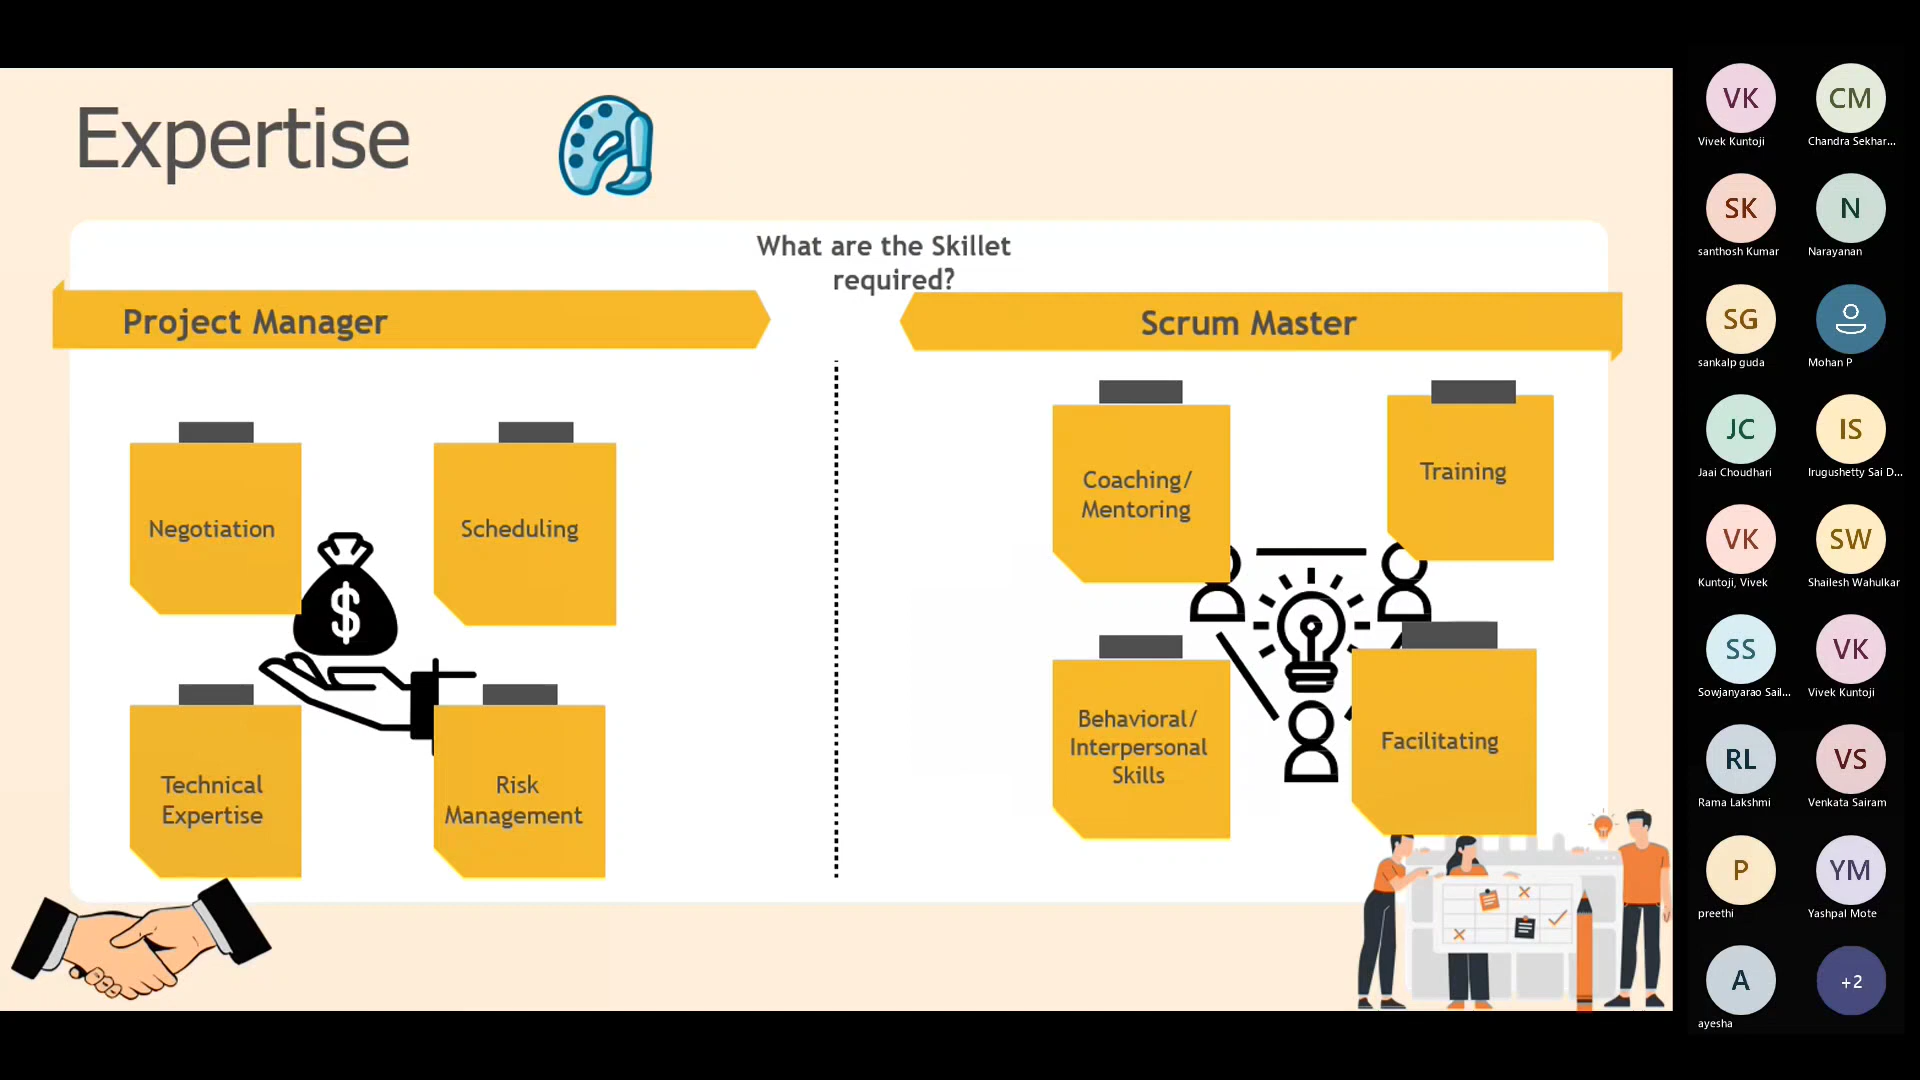 Expertise
What are the Skillet
required?
Project Manager
Scrum Master
Negotiation
Scheduling
Technical
Expertise
Risk
Management
$
Coaching/
Mentoring
Training
Behavioral/
Interpersonal
Skills
Facilitating
VK
Vivek Kuntoji
CM
Chandra Sekhar...
SK
santhosh Kumar
N
Narayanan
SG
sankalp guda
Mohan P
JC
Jaai Choudhari
IS
Irugushetty Sai D...
VK
Kuntoji, Vivek
SW
Shailesh Wahulkar
SS
Sowjanyarao Sail...
VK
Vivek Kuntoji
RL
Rama Lakshmi
VS
Venkata Sairam
P
preethi
YM
Yashpal Mote
A
ayesha
+2